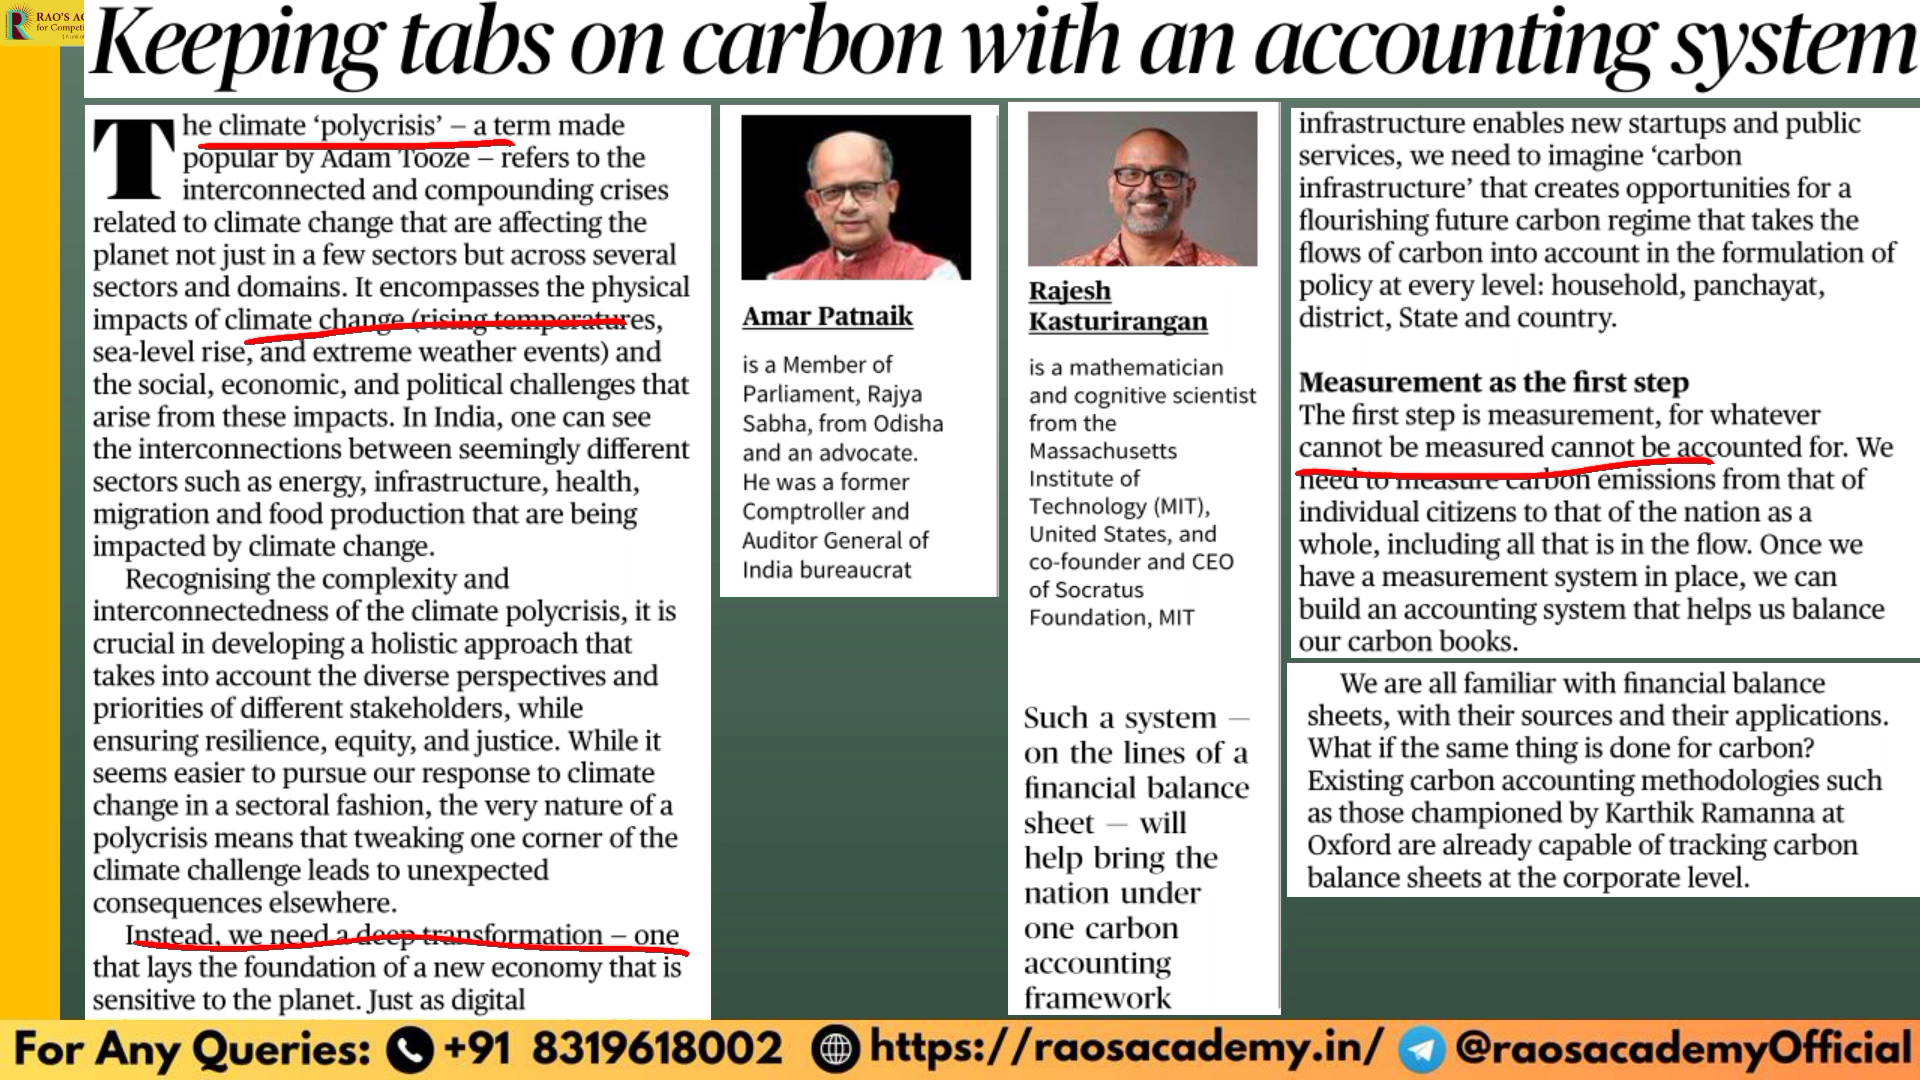 RAO'S AC
for Competi
Keeping tabs on carbon with an accounting system
The climate ‘polycrisis’ – a term made
popular by Adam Tooze – refers to the
interconnected and compounding crises
related to climate change that are affecting the
planet not just in a few sectors but across several
sectors and domains. It encompasses the physical
impacts of climate change (rising temperatures,
sea-level rise, and extreme weather events) and
the social, economic, and political challenges that
arise from these impacts. In India, one can see
the interconnections between seemingly different
sectors such as energy, infrastructure, health,
migration and food production that are being
impacted by climate change.
Recognising the complexity and
interconnectedness of the climate polycrisis, it is
crucial in developing a holistic approach that
takes into account the diverse perspectives and
priorities of different stakeholders, while
ensuring resilience, equity, and justice. While it
seems easier to pursue our response to climate
change in a sectoral fashion, the very nature of a
polycrisis means that tweaking one corner of the
climate challenge leads to unexpected
consequences elsewhere.
Instead, we need a deep transformation – one
that lays the foundation of a new economy that is
sensitive to the planet. Just as digital
Amar Patnaik
is a Member of
Parliament, Rajya
Sabha, from Odisha
and an advocate.
He was a former
Comptroller and
Auditor General of
India bureaucrat
Rajesh
Kasturirangan
is a mathematician
and cognitive scientist
from the
Massachusetts
Institute of
Technology (MIT),
United States, and
co-founder and CEO
of Socratus
Foundation, MIT
Such a system —
on the lines of a
financial balance
sheet — will
help bring the
nation under
one carbon
accounting
framework
infrastructure enables new startups and public
services, we need to imagine ‘carbon
infrastructure’ that creates opportunities for a
flourishing future carbon regime that takes the
flows of carbon into account in the formulation of
policy at every level: household, panchayat,
district, State and country.
Measurement as the first step
The first step is measurement, for whatever
cannot be measured cannot be accounted for. We
need to measure carbon emissions from that of
individual citizens to that of the nation as a
whole, including all that is in the flow. Once we
have a measurement system in place, we can
build an accounting system that helps us balance
our carbon books.
We are all familiar with financial balance
sheets, with their sources and their applications.
What if the same thing is done for carbon?
Existing carbon accounting methodologies such
as those championed by Karthik Ramanna at
Oxford are already capable of tracking carbon
balance sheets at the corporate level.
For Any Queries: +91 8319618002 https://raosacademy.in/ @raosacademyOfficial